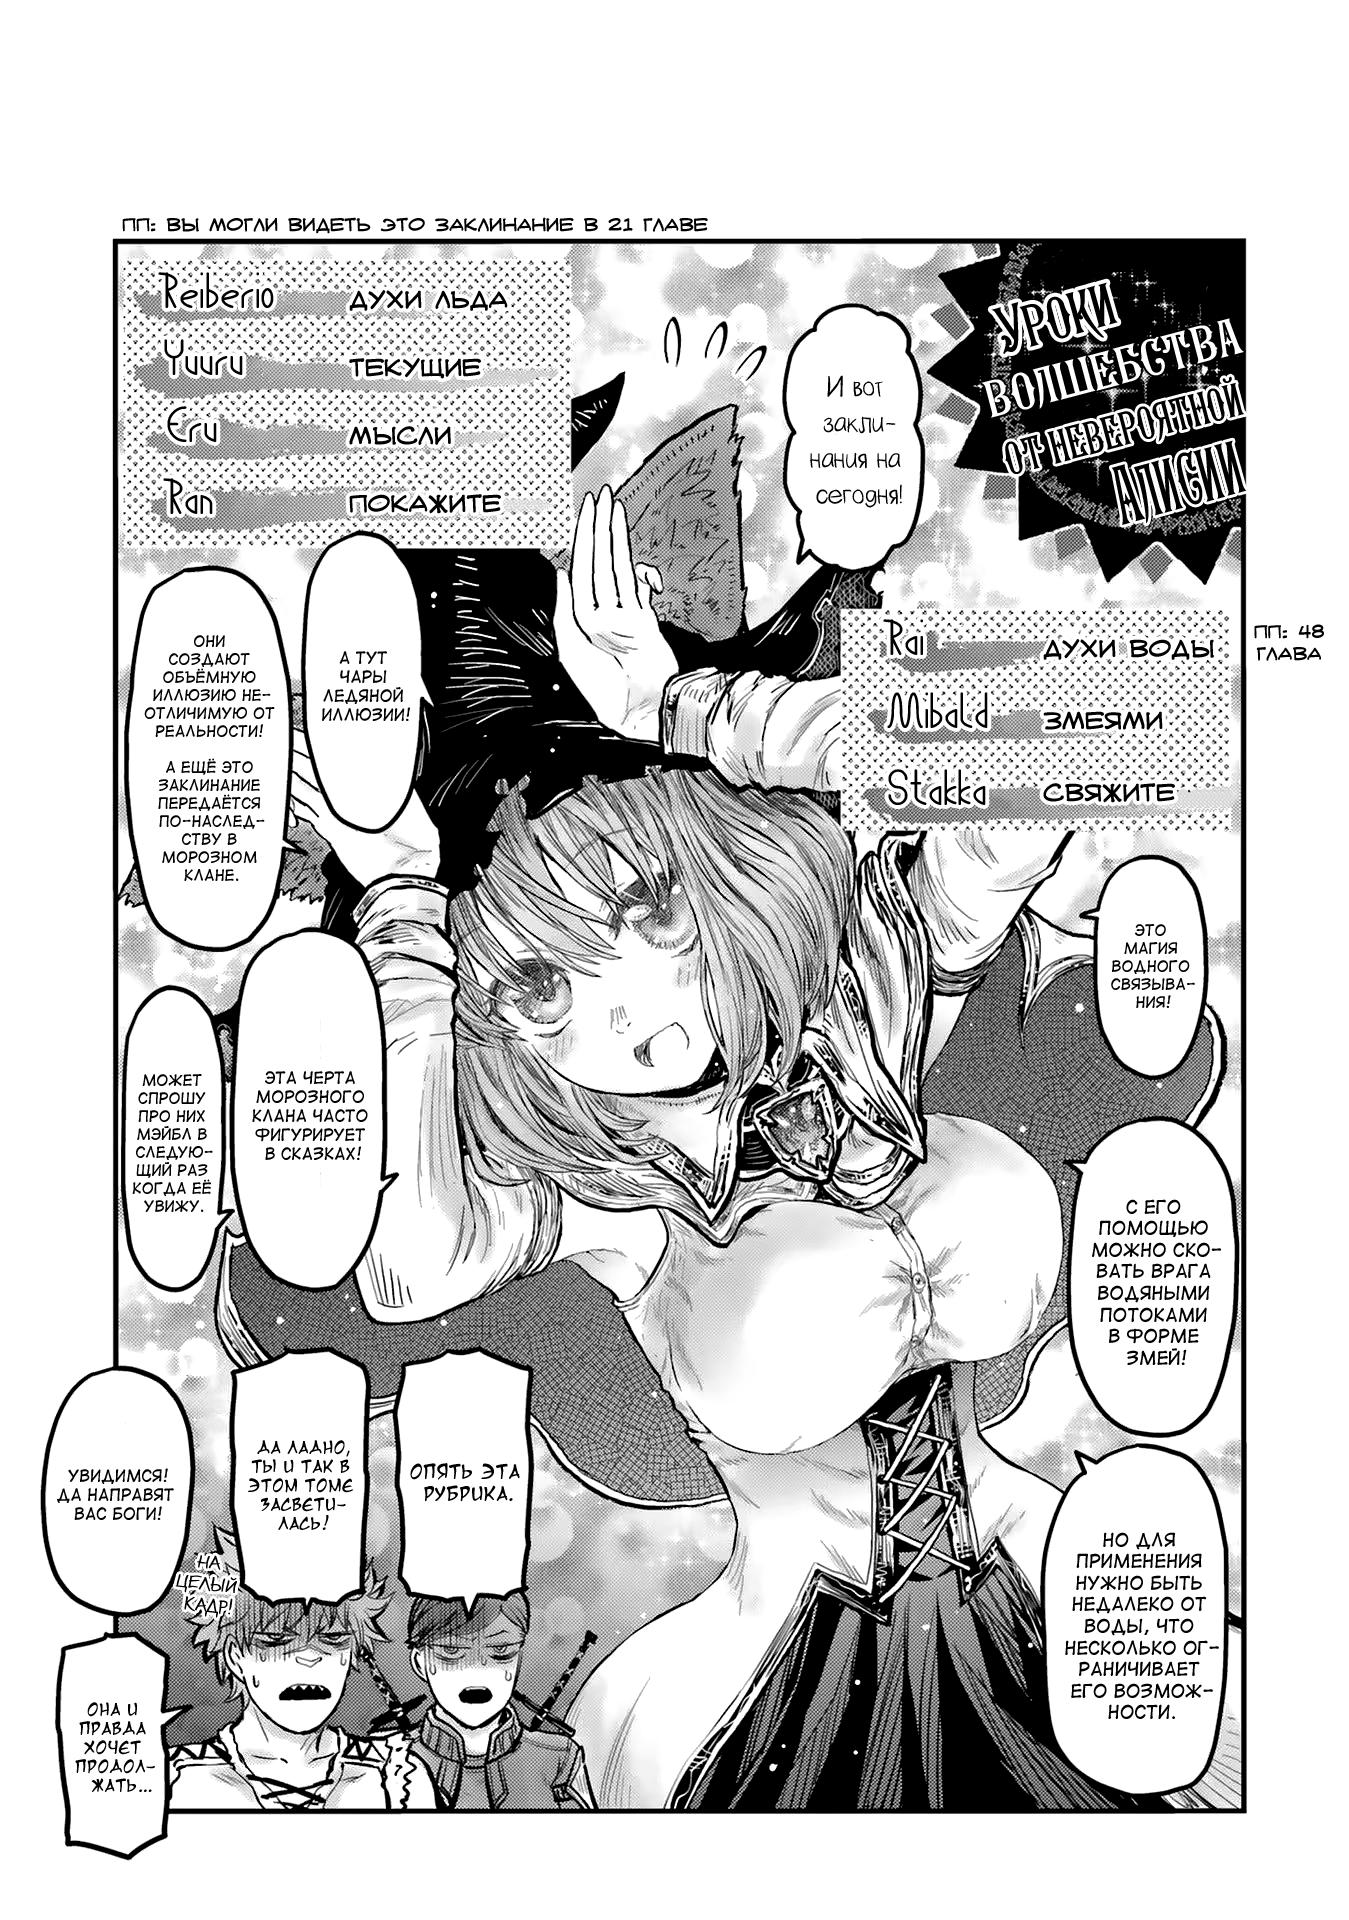 ПП: ВЫ МОГЛИ ВИДЕТЬ ЭТО ЗАКЛИНАНИЕ В 21 ГЛАВЕ
УРОКИ
ВОЛШЕБСТВА
ОТ НЕВЕРОЯТНОЙ
АЛИСИИ
И вот
закли-
нания на
сегодня!
Rai ДУХИ ВОДЫ
Mibald ЗМЕЯМИ
Stakka СВЯЖИТЕ
ПП: 48
ГЛАВА
ЭТО
МАГИЯ
ВОДНОГО
СВЯЗЫВА-
НИЯ!
С ЕГО
ПОМОЩЬЮ
МОЖНО СКО-
ВАТЬ ВРАГА
ВОДЯНЫМИ
ПОТОКАМИ
В ФОРМЕ
ЗМЕЙ!
НО ДЛЯ
ПРИМЕНЕНИЯ
НУЖНО БЫТЬ
НЕДАЛЕКО ОТ
ВОДЫ, ЧТО
НЕСКОЛЬКО ОГ-
РАНИЧИВАЕТ
ЕГО ВОЗМОЖ-
НОСТИ.
Reiberio ДУХИ ЛЬДА
Yuuru ТЕКУЩИЕ
Eru МЫСЛИ
Ran ПОКАЖИТЕ
А ТУТ
ЧАРЫ
ЛЕДЯНОЙ
ИЛЛЮЗИИ!
ОНИ
СОЗДАЮТ
ОБЪЁМНУЮ
ИЛЛЮЗИЮ НЕ-
ОТЛИЧИМУЮ ОТ
РЕАЛЬНОСТИ!
А ЕЩЁ ЭТО
ЗАКЛИНАНИЕ
ПЕРЕДАЁТСЯ
ПО-НАСЛЕД-
СТВУ В
МОРОЗНОМ
КЛАНЕ.
ЭТА ЧЕРТА
МОРОЗНОГО
КЛАНА ЧАСТО
ФИГУРИРУЕТ
В СКАЗКАХ!
МОЖЕТ
СПРОШУ
ПРО НИХ
МЭЙБЛ В
СЛЕДУЮ-
ЩИЙ РАЗ
КОГДА ЕЁ
УВИЖУ.
ОПЯТЬ ЭТА
РУБРИКА.
ДА ЛАДНО,
ТЫ И ТАК В
ЭТОМ ТОМЕ
ЗАСВЕТИ-
ЛАСЬ!
НА
ЦЕЛЫЙ
КАДР!
УВИДИМСЯ!
ДА НАПРАВЯТ
ВАС БОГИ!
ОНА И
ПРАВДА
ХОЧЕТ
ПРОДОЛ-
ЖАТЬ...